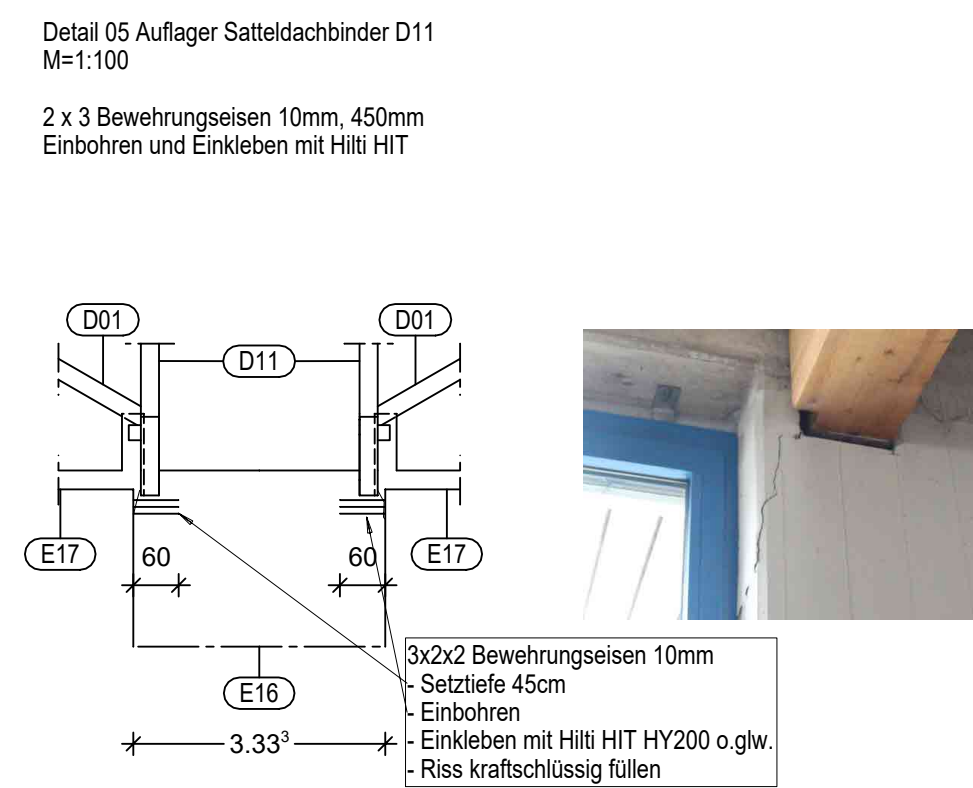 Detail 05 Auflager Satteldachbinder D11
M=1:100
2 x 3 Bewehrungseisen 10mm, 450mm
Einbohren und Einkleben mit Hilti HIT
D01
D01
D11
E17
60
60
E17
3x2x2 Bewehrungseisen 10mm
- Setztiefe 45cm
- Einbohren
- Einkleben mit Hilti HIT HY200 o.glw.
- Riss kraftschlüssig füllen
E16
3.33³